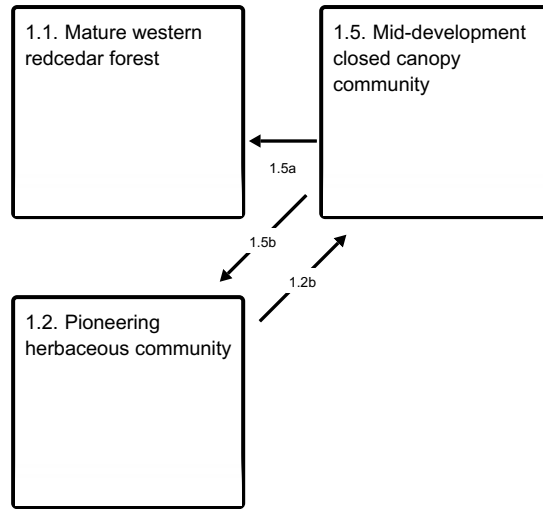 1.1. Mature western
redcedar forest
1.5. Mid-development
closed canopy
community
1.5a
1.5b
1.2b
1.2. Pioneering
herbaceous community